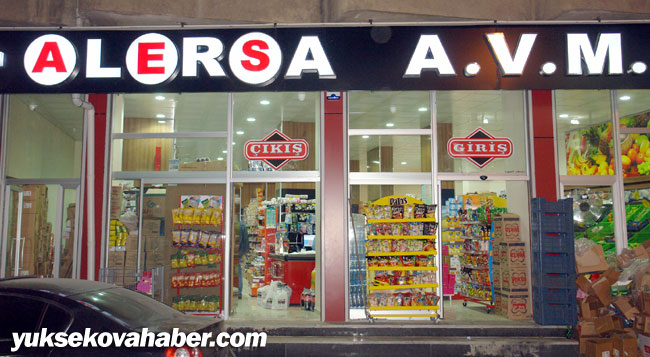 ALERSA A.V.M.
ÇIKIŞ
GİRİŞ
yuksekovahaber.com